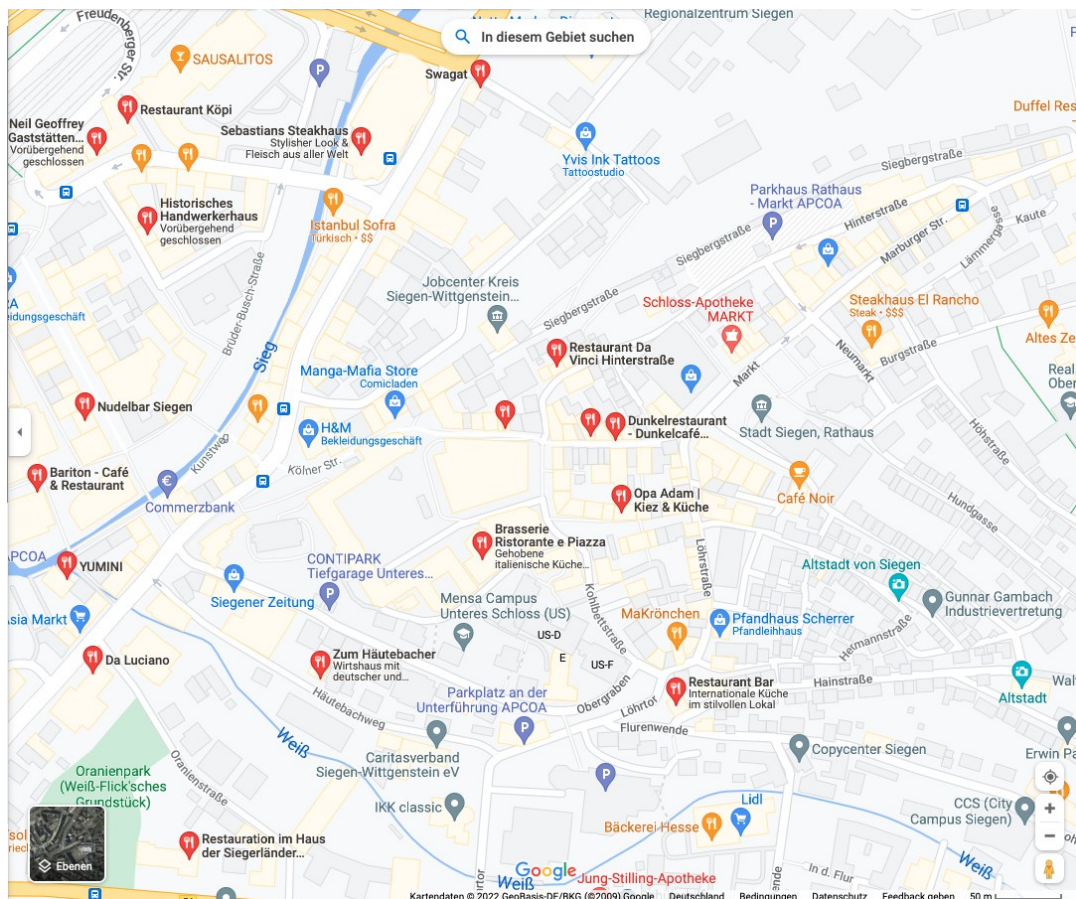 Regionalzentrum Siegen
In diesem Gebiet suchen
Freudenberger Str.
SAUSALITOS
P
Swagat
Restaurant Köpi
Duffel Res
Neil Geoffrey
Gaststätten...
Vorübergehend
geschlossen
Sebastians Steakhaus
Stylisher Look &
Fleisch aus aller Welt
Yvis Ink Tattoos
Tattoostudio
Siegbergstraße
Parkhaus Rathaus
- Markt APCOA
P
Hinterstraße
Marburger Str.
Kaute
Lämmergasse
Historisches
Handwerkerhaus
Vorübergehend
geschlossen
Istanbul Sofra
Türkisch • $$
Siegbergstraße
Brüder-Busch-Straße
Jobcenter Kreis
Siegen-Wittgenstein...
CA
leidungsgeschäft
Schloss-Apotheke
MARKT
Steakhaus El Rancho
Steak • $$$
Siegbergstraße
Altes Ze
Neumarkt
Burgstraße
Sieg
Restaurant Da
Vinci Hinterstraße
Markt
Manga-Mafia Store
Comicladen
Real
Ober
Nudelbar Siegen
H&M
Bekleidungsgeschäft
Dunkelrestaurant
- Dunkelcafé...
Stadt Siegen, Rathaus
Höhstraße
Kunstweg
Kölner Str.
Bariton - Café
& Restaurant
€
Commerzbank
Opa Adam |
Kiez & Küche
Café Noir
Hundgasse
Brasserie
Ristorante e Piazza
Gehobene
italienische Küche...
Löhrstraße
APCOA
YUMINI
CONTIPARK
Tiefgarage Unteres...
P
Altstadt von Siegen
Siegener Zeitung
Kohlbettstraße
Gunnar Gambach
Industrievertretung
Mensa Campus
Unteres Schloss (US)
Asia Markt
MaKrönchen
Pfandhaus Scherrer
Pfandleihhaus
US-D
E
US-F
Hermannstraße
Da Luciano
Zum Häutebacher
Wirtshaus mit
deutscher und...
Restaurant Bar
Internationale Küche
im stilvollen Lokal
Hainstraße
Altstadt
Häutebachweg
Parkplatz an der
Unterführung APCOA
P
Obergraben
Löhrtor
Flurenwende
Weiß
Caritasverband
Siegen-Wittgenstein eV
Copycenter Siegen
Erwin Pa
Oranienstraße
Oranienpark
(Weiß-Flick'sches
Grundstück)
P
IKK classic
Lidl
Bäckerei Hesse
CCS (City
Campus Siegen)
Restauration im Haus
der Siegerländer...
Ebenen
Google
Weiß
Weiß
In d. Flur
Jung-Stilling-Apotheke
Kartendaten © 2022 GeoBasis-DE/BKG (©2009) Google Deutschland Bedingungen Datenschutz Feedback geben 50 m